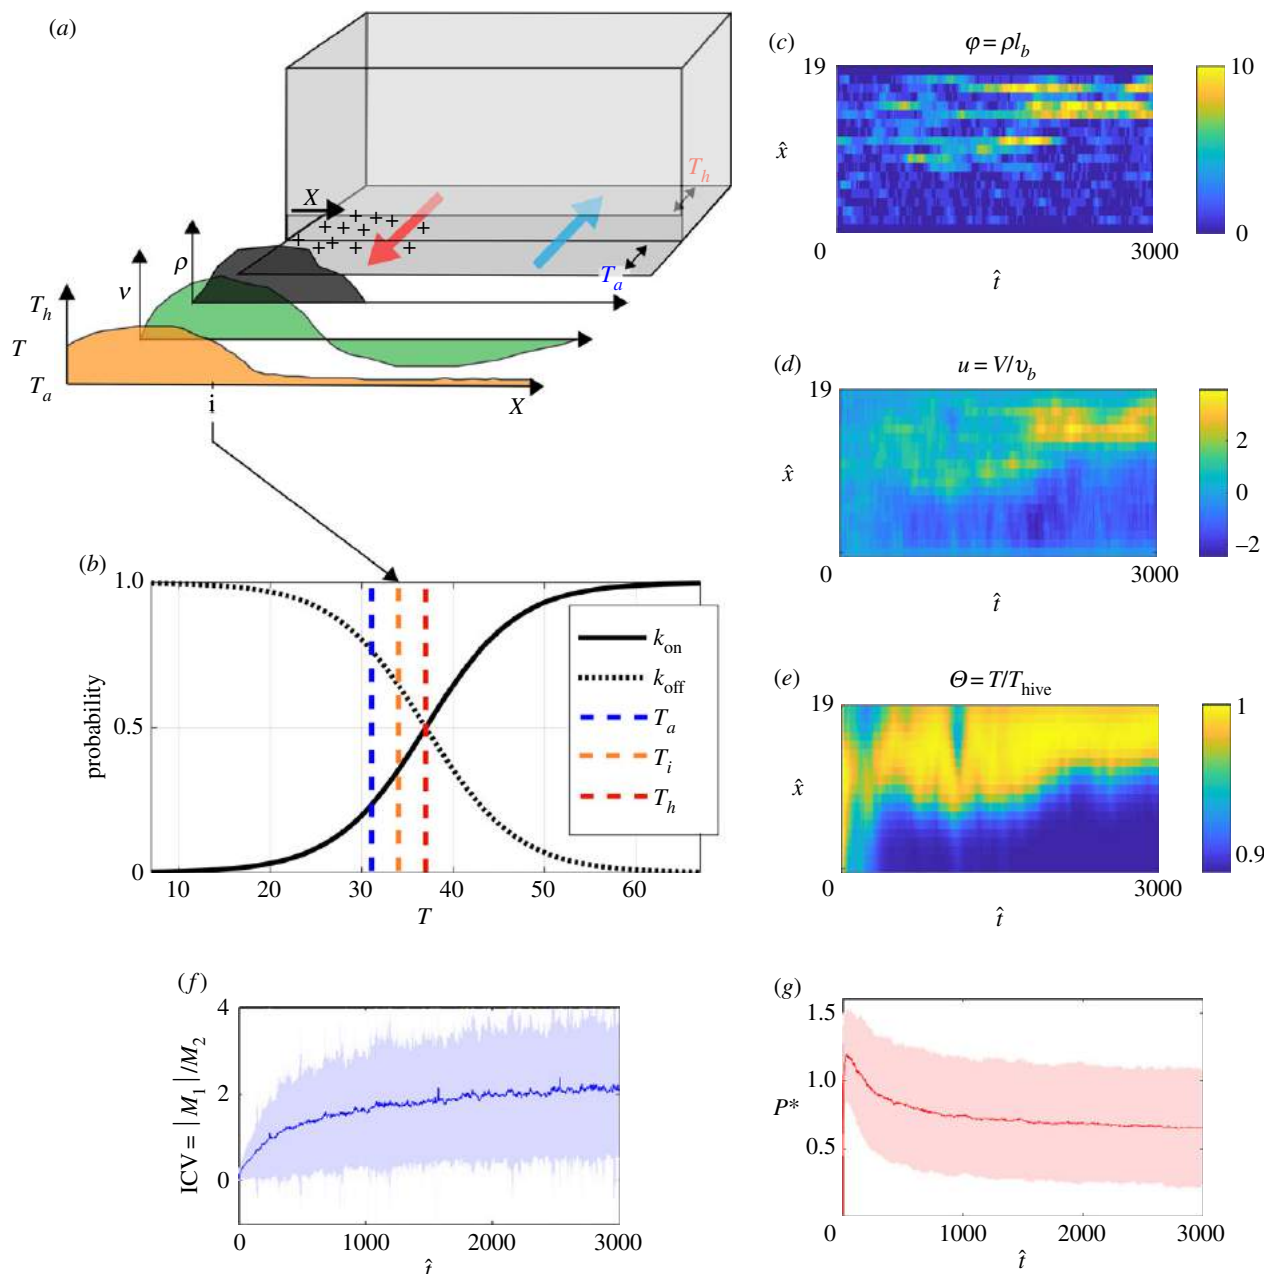 (a)
X
T_h
T_a
ρ
v
T_h
T
T_a
i
X
(b)
1.0
0.5
0
probability
10 20 30 40 50 60
T
k_on
k_off
T_a
T_i
T_h
(c)
φ = ρl_b
19
x̂
0
3000
t̂
10
0
(d)
u = V/υ_b
19
x̂
0
3000
t̂
2
0
–2
(e)
Θ = T/T_hive
19
x̂
0
3000
t̂
1
0.9
(f)
4
2
0
ICV = |M_1|/M_2
0 1000 2000 3000
t̂
(g)
1.5
1.0
0.5
P*
0 1000 2000 3000
t̂